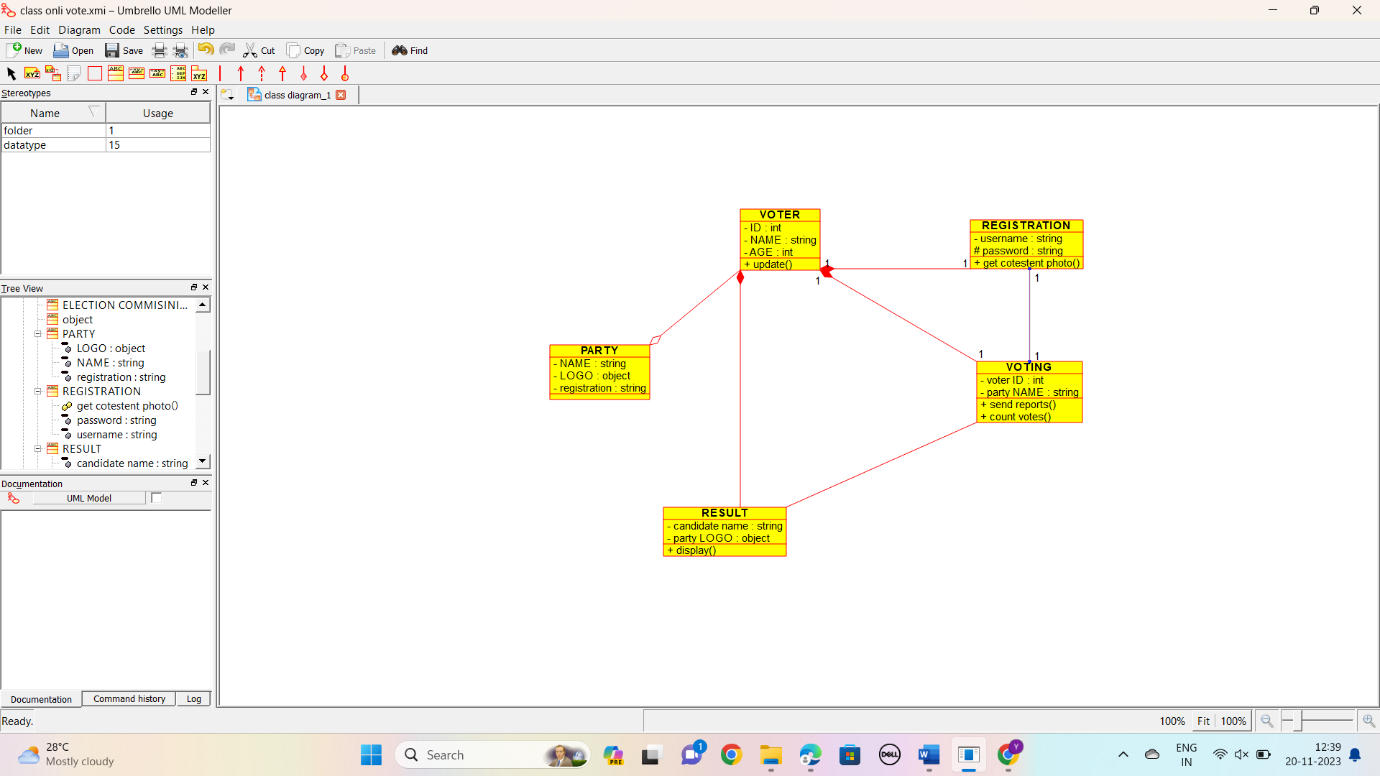 class onli vote.xmi – Umbrello UML Modeller
File Edit Diagram Code Settings Help
New Open Save Cut Copy Paste Find
Stereotypes
class diagram_1
Name Usage
folder 1
datatype 15
Tree View
ELECTION COMMISINI...
object
PARTY
LOGO : object
NAME : string
registration : string
REGISTRATION
get cotestent photo()
password : string
username : string
RESULT
candidate name : string
Documentation
UML Model
Documentation Command history Log
VOTER
- ID : int
- NAME : string
- AGE : int
+ update()
1
1
1
REGISTRATION
- username : string
# password : string
+ get cotestent photo()
1
1
1
PARTY
- NAME : string
- LOGO : object
- registration : string
VOTING
- voter ID : int
- party NAME : string
+ send reports()
+ count votes()
RESULT
- candidate name : string
- party LOGO : object
+ display()
Ready.
100% Fit 100%
28°C
Mostly cloudy
Search
PRE
1
DELL
W
Y
ENG
IN
12:39
20-11-2023